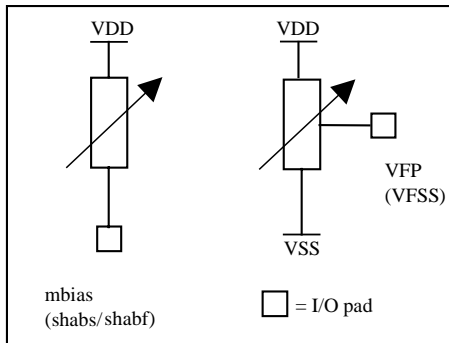 VDD
VDD
VFP
(VFSS)
VSS
mbias
(shabs/shabf)
= I/O pad